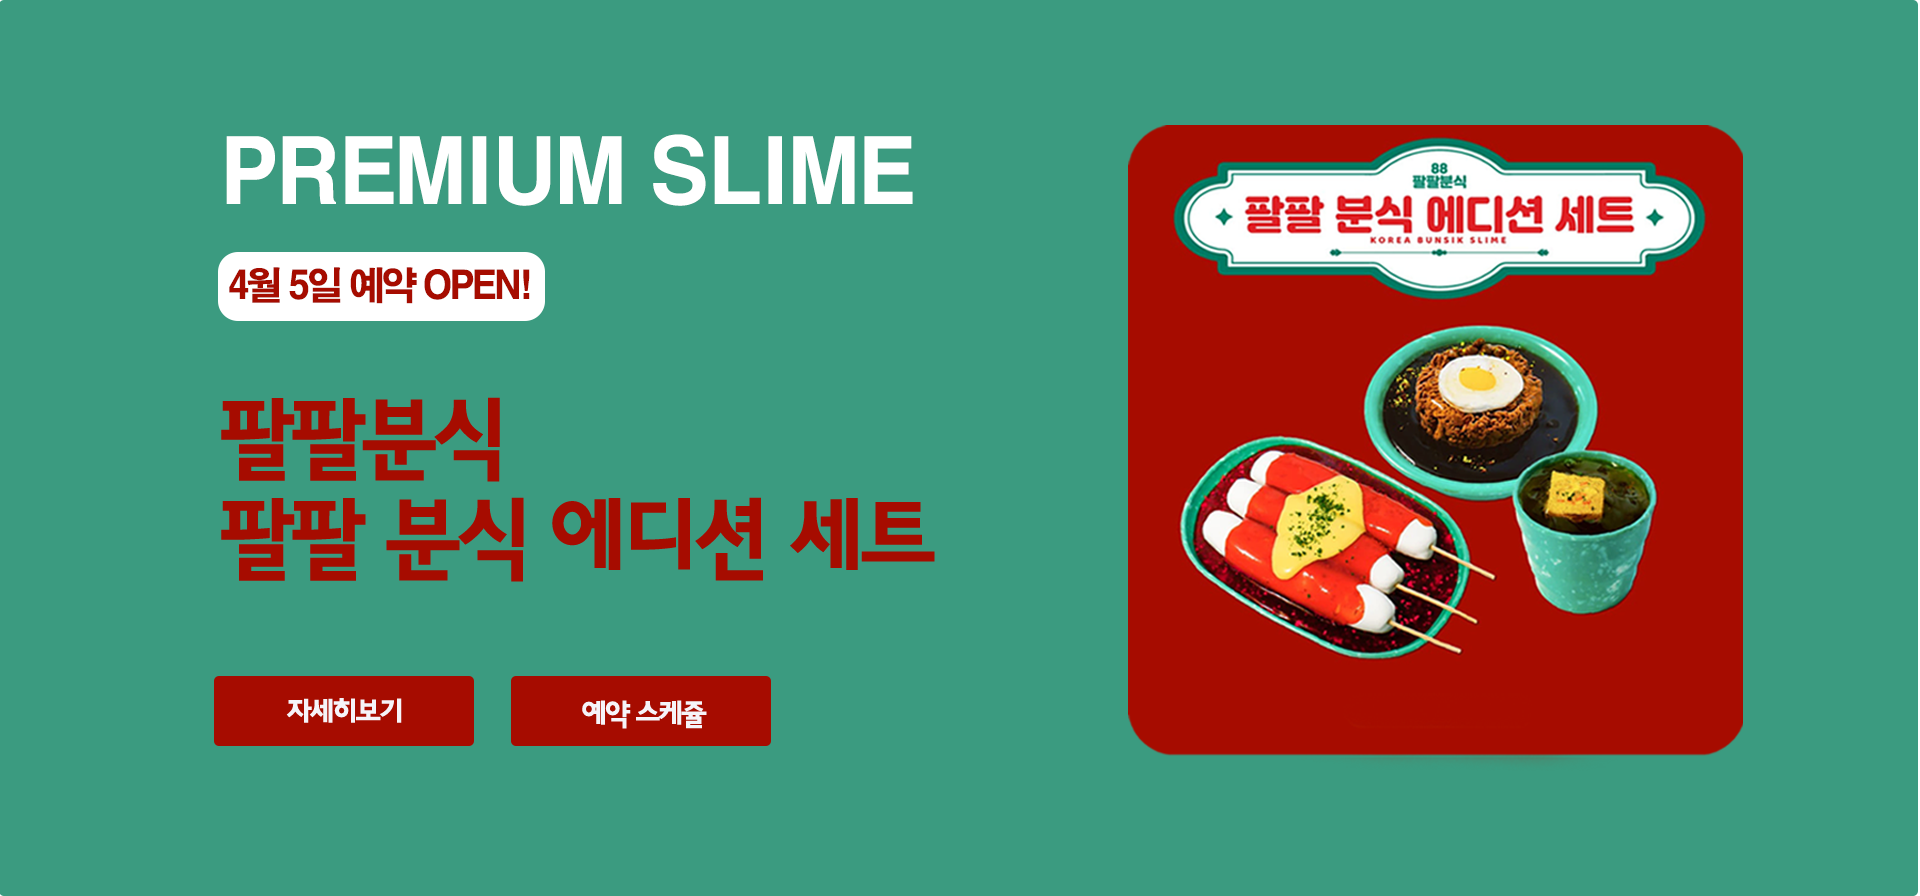 PREMIUM SLIME
4월 5일 예약 OPEN!
팔팔분식
팔팔 분식 에디션 세트
자세히보기
예약 스케쥴
88
팔팔분식
팔팔 분식 에디션 세트
KOREA BUNSIK SLIME